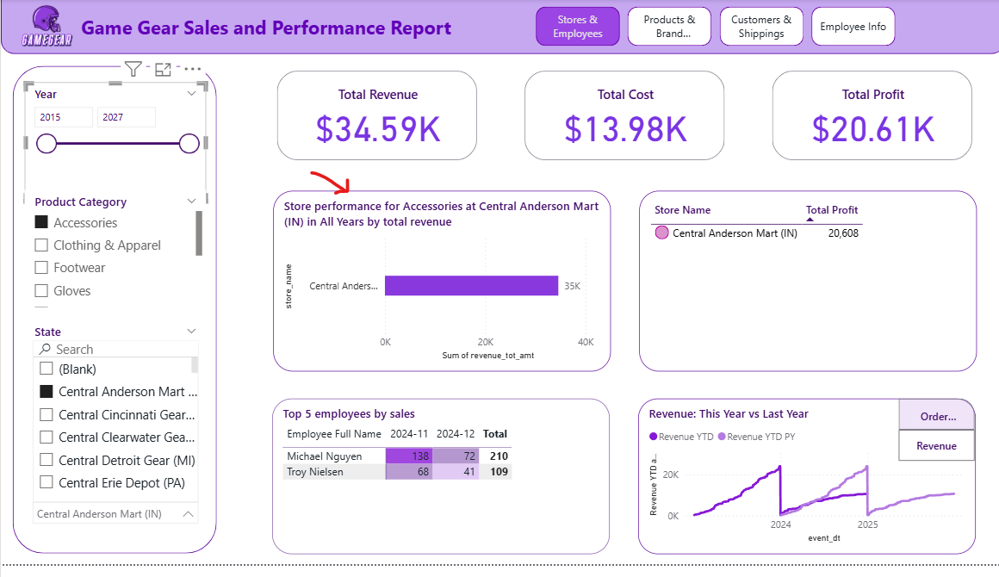 GAMEGEAR
Game Gear Sales and Performance Report
Stores &
Employees
Products &
Brand...
Customers &
Shippings
Employee Info
Year
2015
2027
Product Category
Accessories
Clothing & Apparel
Footwear
Gloves
State
Search
(Blank)
Central Anderson Mart ...
Central Cincinnati Gear...
Central Clearwater Gea...
Central Detroit Gear (MI)
Central Erie Depot (PA)
Central Anderson Mart (IN)
Total Revenue
$34.59K
Total Cost
$13.98K
Total Profit
$20.61K
Store performance for Accessories at Central Anderson Mart
(IN) in All Years by total revenue
store_name
Central Anders...
35K
0K
20K
40K
Sum of revenue_tot_amt
Store Name Total Profit
Central Anderson Mart (IN) 20,608
Top 5 employees by sales
Employee Full Name 2024-11 2024-12 Total
Michael Nguyen 138 72 210
Troy Nielsen 68 41 109
Revenue: This Year vs Last Year
Order...
Revenue
Revenue YTD Revenue YTD PY
Revenue YTD a...
20K
0K
2024
2025
event_dt